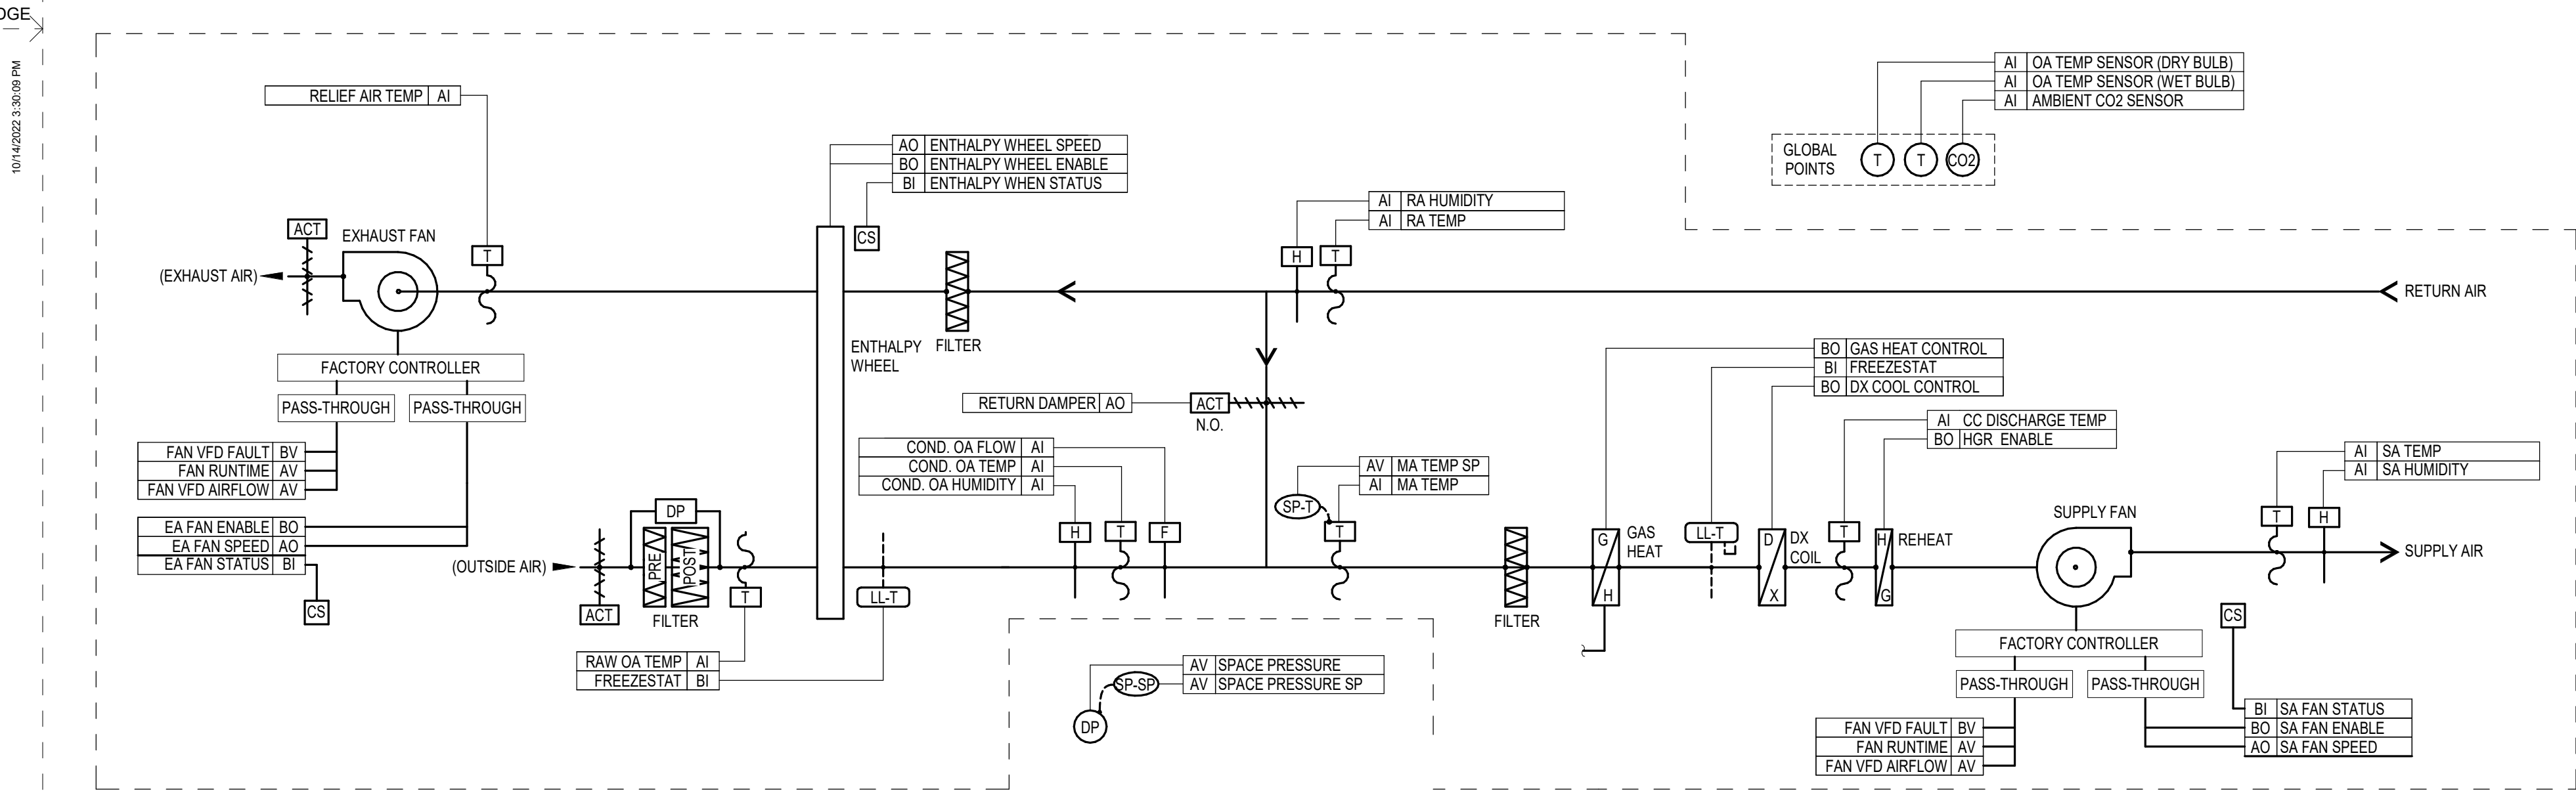 DGE
10/14/2022 3:30:09 PM
AI OA TEMP SENSOR (DRY BULB)
AI OA TEMP SENSOR (WET BULB)
AI AMBIENT CO2 SENSOR
GLOBAL
POINTS
T T CO2
RELIEF AIR TEMP AI
AO ENTHALPY WHEEL SPEED
BO ENTHALPY WHEEL ENABLE
BI ENTHALPY WHEN STATUS
CS
AI RA HUMIDITY
AI RA TEMP
H T
ACT
EXHAUST FAN
T
(EXHAUST AIR)
RETURN AIR
ENTHALPY
WHEEL
FILTER
FACTORY CONTROLLER
PASS-THROUGH PASS-THROUGH
FAN VFD FAULT BV
FAN RUNTIME AV
FAN VFD AIRFLOW AV
EA FAN ENABLE BO
EA FAN SPEED AO
EA FAN STATUS BI
CS
RETURN DAMPER AO
ACT
N.O.
COND. OA FLOW AI
COND. OA TEMP AI
COND. OA HUMIDITY AI
H T F
AV MA TEMP SP
AI MA TEMP
SP-T
T
BO GAS HEAT CONTROL
BI FREEZESTAT
BO DX COOL CONTROL
AI CC DISCHARGE TEMP
BO HGR ENABLE
AI SA TEMP
AI SA HUMIDITY
T H
(OUTSIDE AIR)
ACT
DP
PRE
POST
FILTER
T
LL-T
RAW OA TEMP AI
FREEZESTAT BI
FILTER
G
H
GAS
HEAT
LL-T
D
X
DX
COIL
T
H
G
REHEAT
SUPPLY FAN
SUPPLY AIR
AV SPACE PRESSURE
AV SPACE PRESSURE SP
SP-SP
DP
FACTORY CONTROLLER
PASS-THROUGH PASS-THROUGH
CS
FAN VFD FAULT BV
FAN RUNTIME AV
FAN VFD AIRFLOW AV
BI SA FAN STATUS
BO SA FAN ENABLE
AO SA FAN SPEED